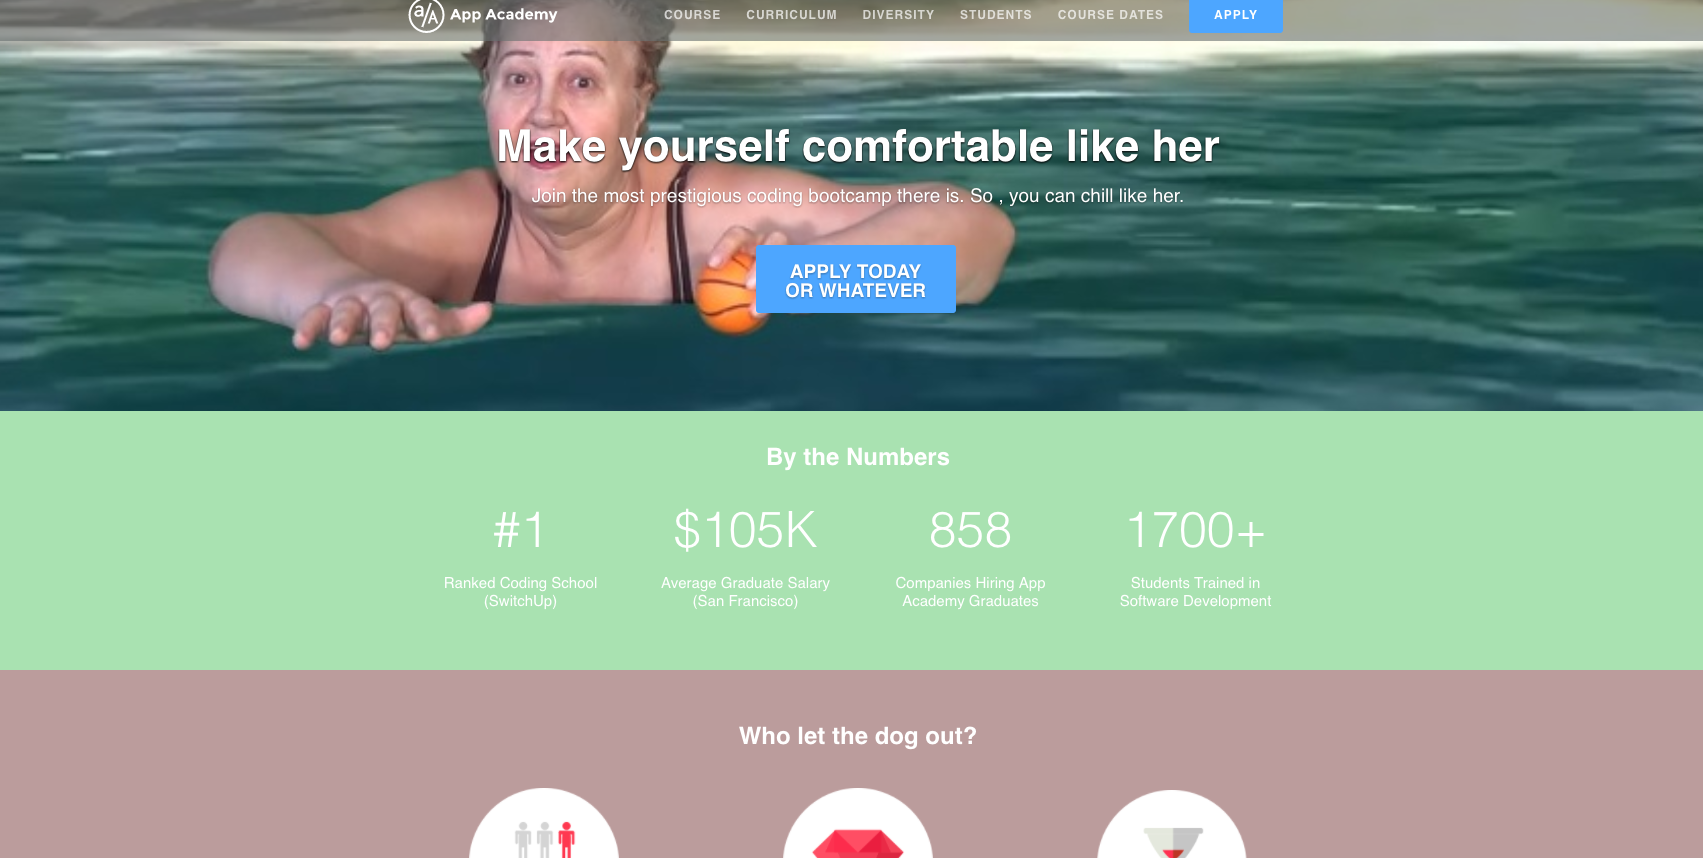 a/A App Academy
COURSE
CURRICULUM
DIVERSITY
STUDENTS
COURSE DATES
APPLY
Make yourself comfortable like her
Join the most prestigious coding bootcamp there is. So , you can chill like her.
APPLY TODAY
OR WHATEVER
By the Numbers
#1
Ranked Coding School
(SwitchUp)
$105K
Average Graduate Salary
(San Francisco)
858
Companies Hiring App
Academy Graduates
1700+
Students Trained in
Software Development
Who let the dog out?